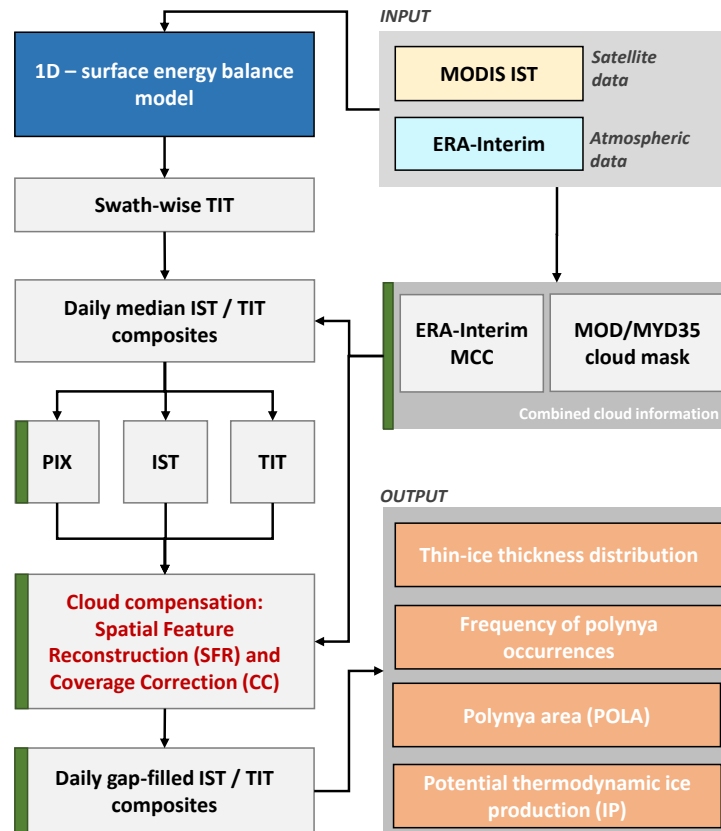 INPUT
1D – surface energy balance
model
MODIS IST
Satellite
data
ERA-Interim
Atmospheric
data
Swath-wise TIT
Daily median IST / TIT
composites
ERA-Interim
MCC
MOD/MYD35
cloud mask
Combined cloud information
PIX
IST
TIT
OUTPUT
Thin-ice thickness distribution
Cloud compensation:
Spatial Feature
Reconstruction (SFR) and
Coverage Correction (CC)
Frequency of polynya
occurrences
Polynya area (POLA)
Daily gap-filled IST / TIT
composites
Potential thermodynamic ice
production (IP)